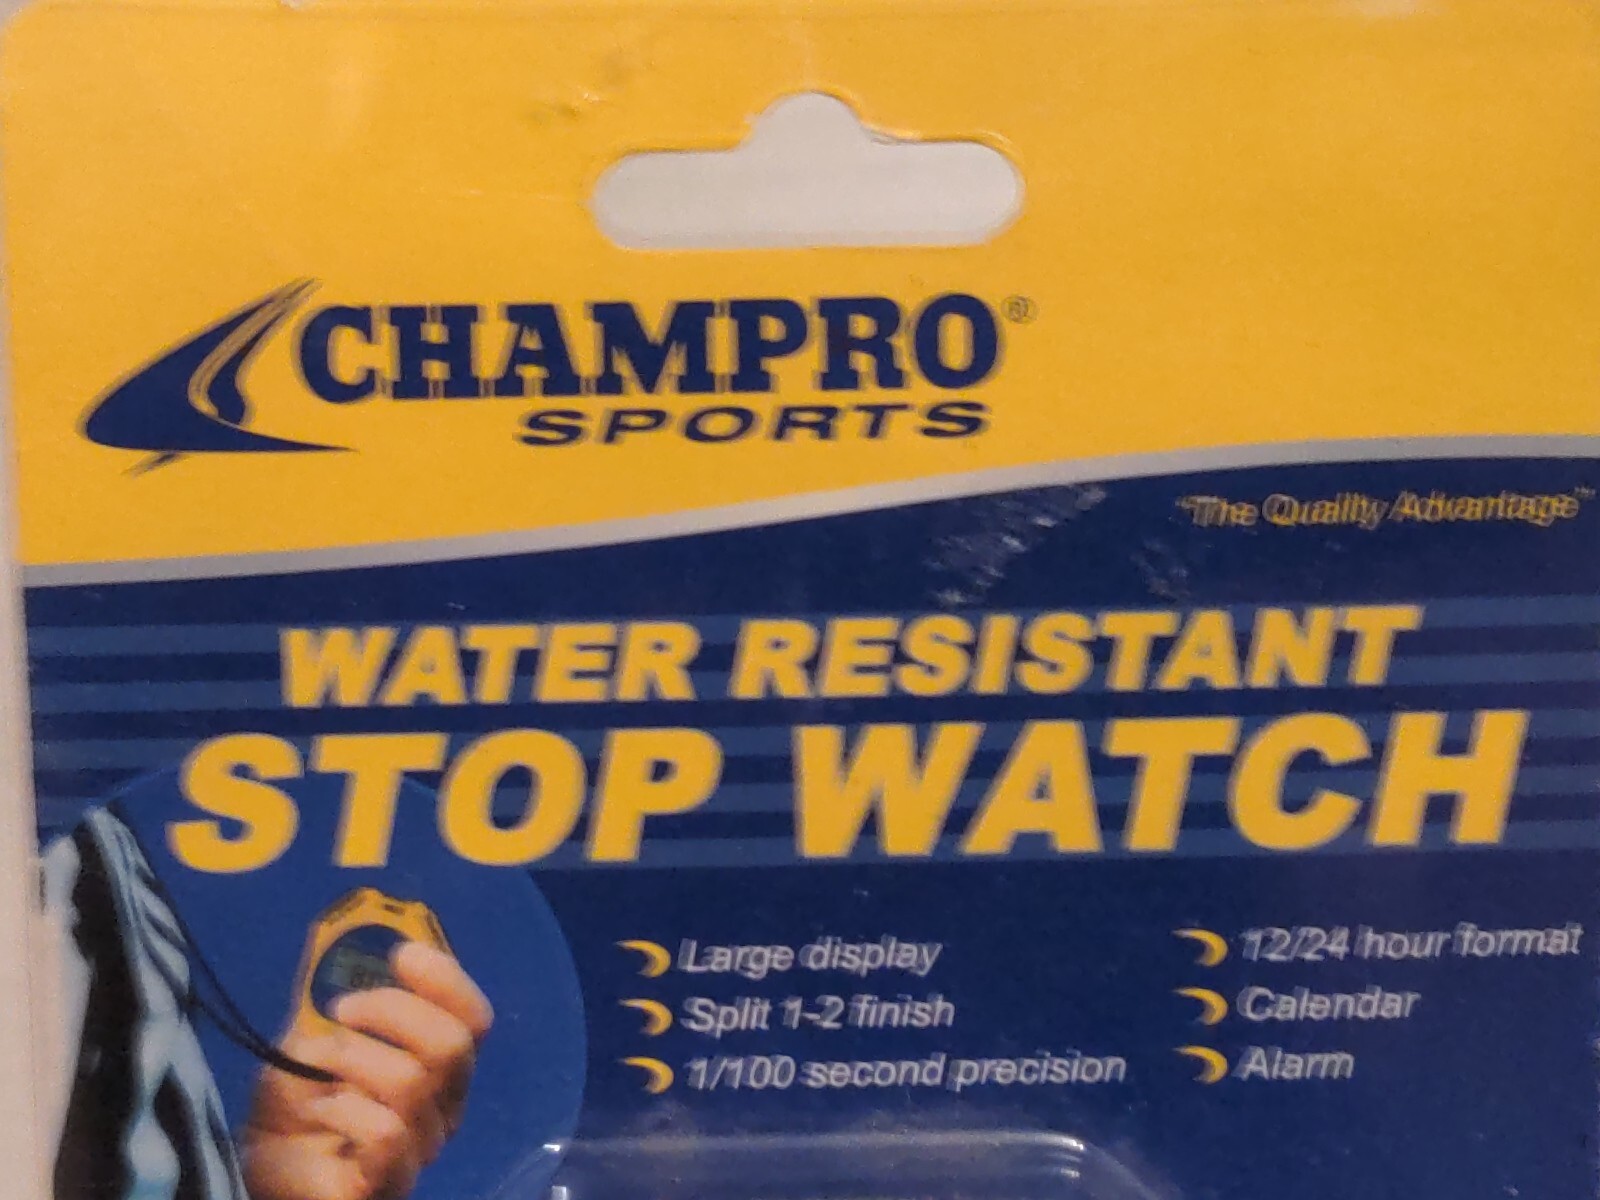 CHAMPRO®
SPORTS
"The Quality Advantage"
WATER RESISTANT
STOP WATCH
Large display
Split 1-2 finish
1/100 second precision
12/24 hour format
Calendar
Alarm